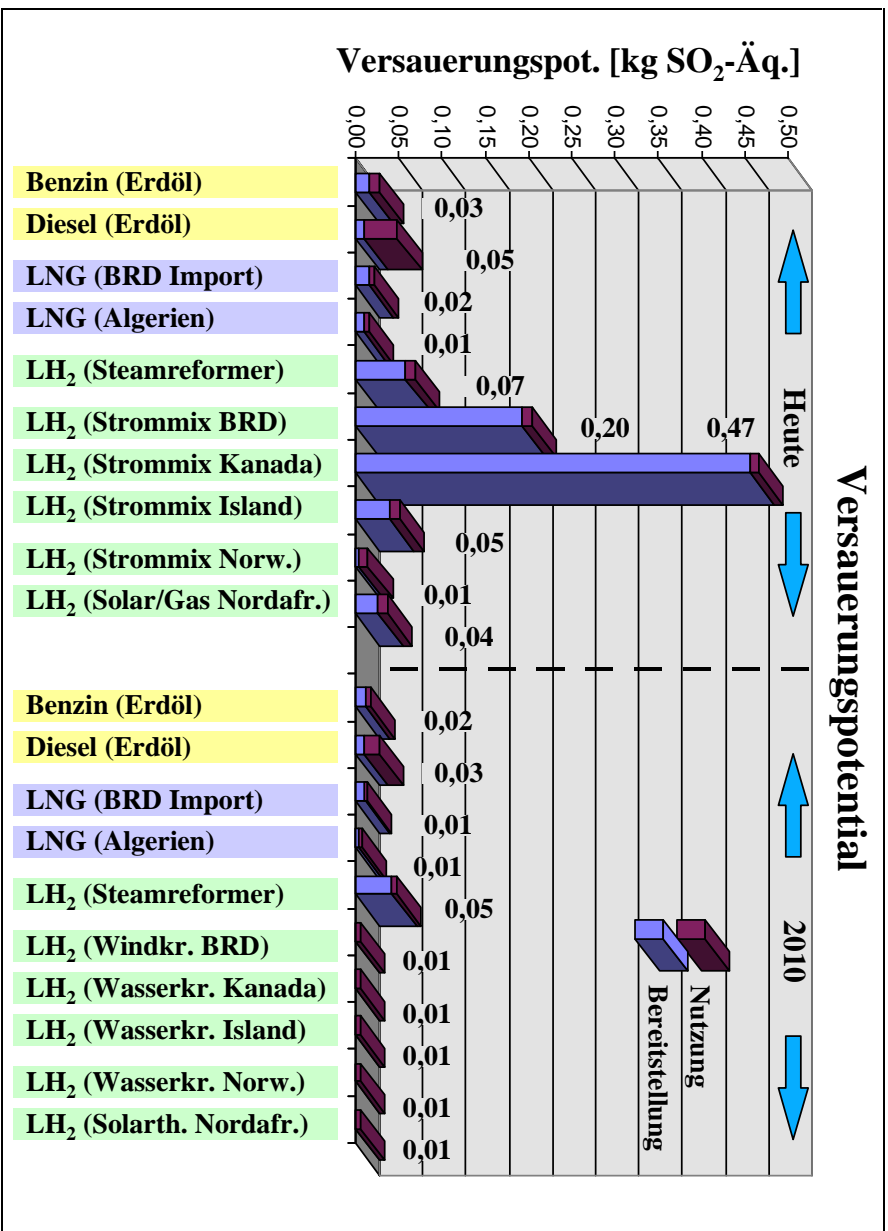 Versauerungspotential
Versauerungspot. [kg SO₂-Äq.]
0,00
0,05
0,10
0,15
0,20
0,25
0,30
0,35
0,40
0,45
0,50
Heute
2010
Benzin (Erdöl)
0,03
Diesel (Erdöl)
0,05
LNG (BRD Import)
0,02
LNG (Algerien)
0,01
LH₂ (Steamreformer)
0,07
LH₂ (Strommix BRD)
0,20
LH₂ (Strommix Kanada)
0,47
LH₂ (Strommix Island)
0,05
LH₂ (Strommix Norw.)
0,01
LH₂ (Solar/Gas Nordafr.)
0,04
Benzin (Erdöl)
0,02
Diesel (Erdöl)
0,03
LNG (BRD Import)
0,01
LNG (Algerien)
0,01
LH₂ (Steamreformer)
0,05
LH₂ (Windkr. BRD)
0,01
LH₂ (Wasserkr. Kanada)
0,01
LH₂ (Wasserkr. Island)
0,01
LH₂ (Wasserkr. Norw.)
0,01
LH₂ (Solarth. Nordafr.)
0,01
Nutzung
Bereitstellung